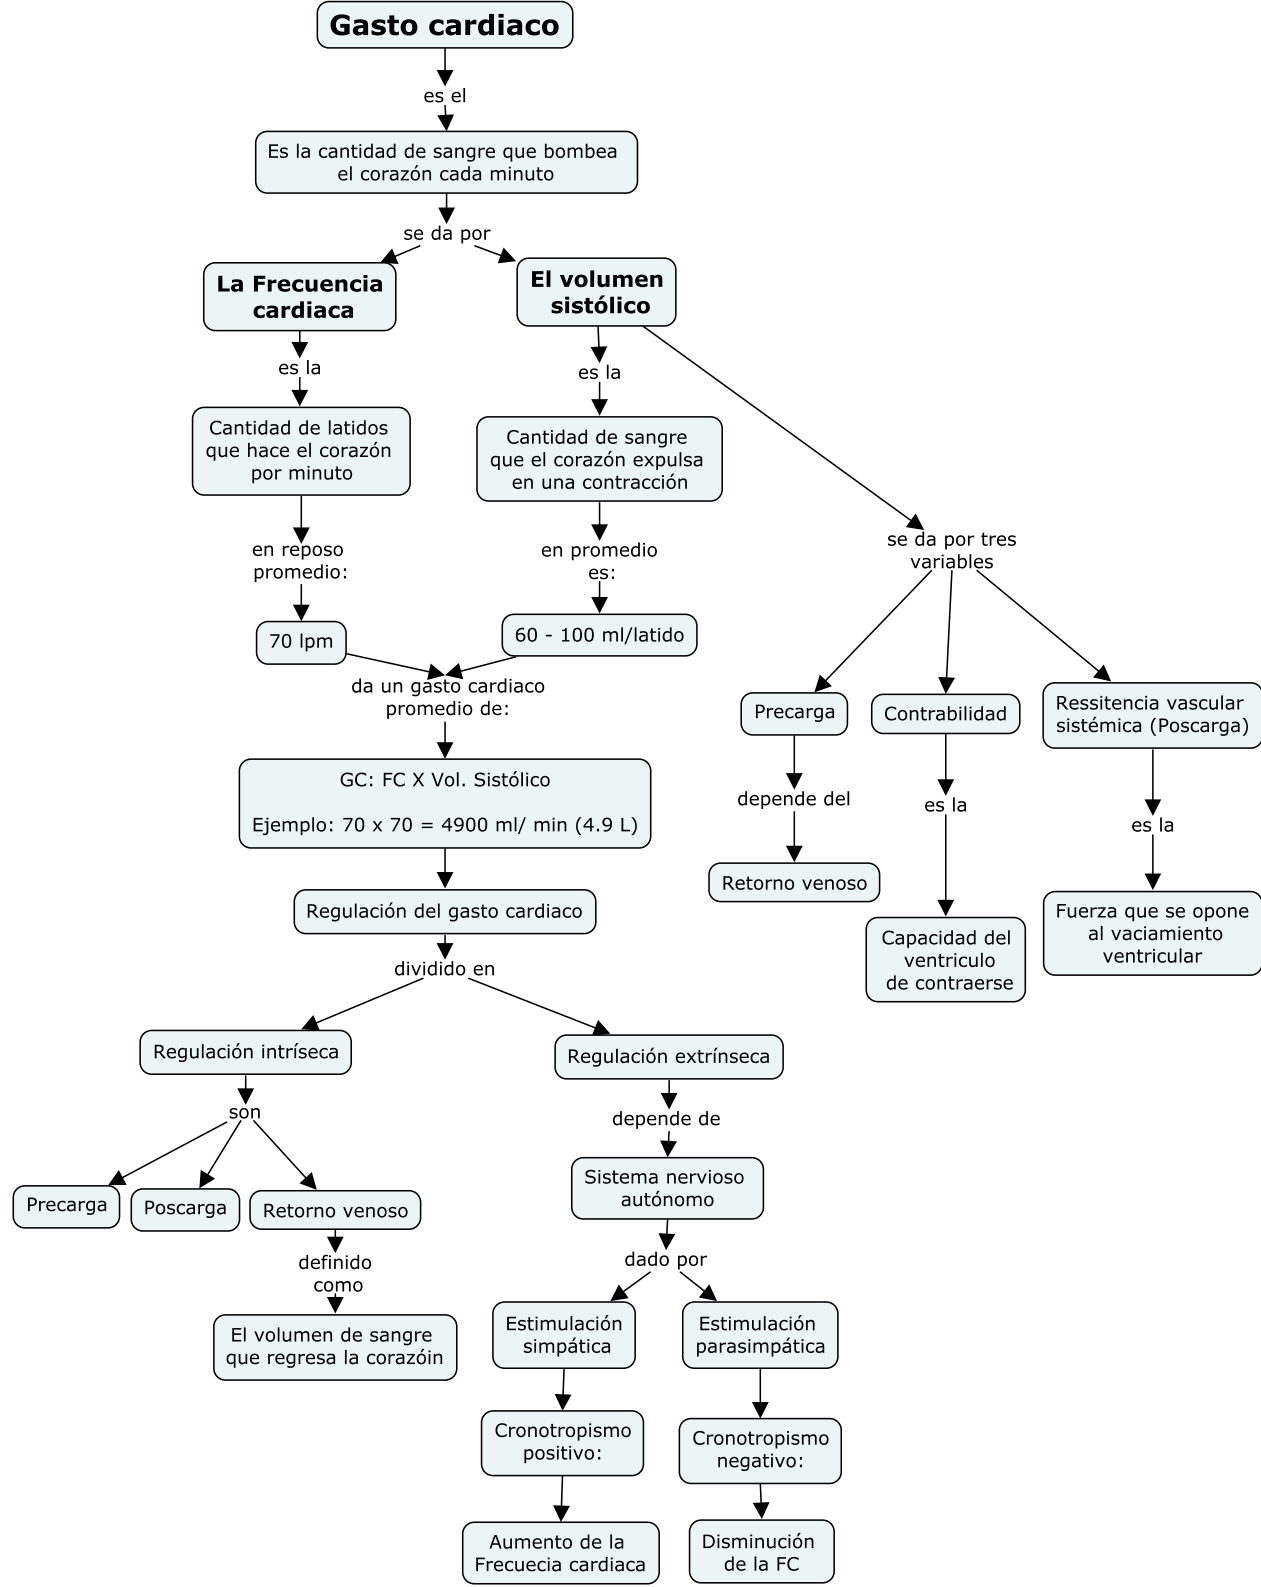 Gasto cardiaco
es el
Es la cantidad de sangre que bombea
el corazón cada minuto
se da por
La Frecuencia
cardiaca
es la
Cantidad de latidos
que hace el corazón
por minuto
en reposo
promedio:
70 lpm
El volumen
sistólico
es la
Cantidad de sangre
que el corazón expulsa
en una contracción
en promedio
es:
60 - 100 ml/latido
se da por tres
variables
Precarga
depende del
Retorno venoso
Contrabilidad
es la
Capacidad del
ventriculo
de contraerse
Ressitencia vascular
sistémica (Poscarga)
es la
Fuerza que se opone
al vaciamiento
ventricular
da un gasto cardiaco
promedio de:
GC: FC X Vol. Sistólico
Ejemplo: 70 x 70 = 4900 ml/ min (4.9 L)
Regulación del gasto cardiaco
dividido en
Regulación intríseca
son
Precarga
Poscarga
Retorno venoso
definido
como
El volumen de sangre
que regresa la corazóin
Regulación extrínseca
depende de
Sistema nervioso
autónomo
dado por
Estimulación
simpática
Cronotropismo
positivo:
Aumento de la
Frecuecia cardiaca
Estimulación
parasimpática
Cronotropismo
negativo:
Disminución
de la FC